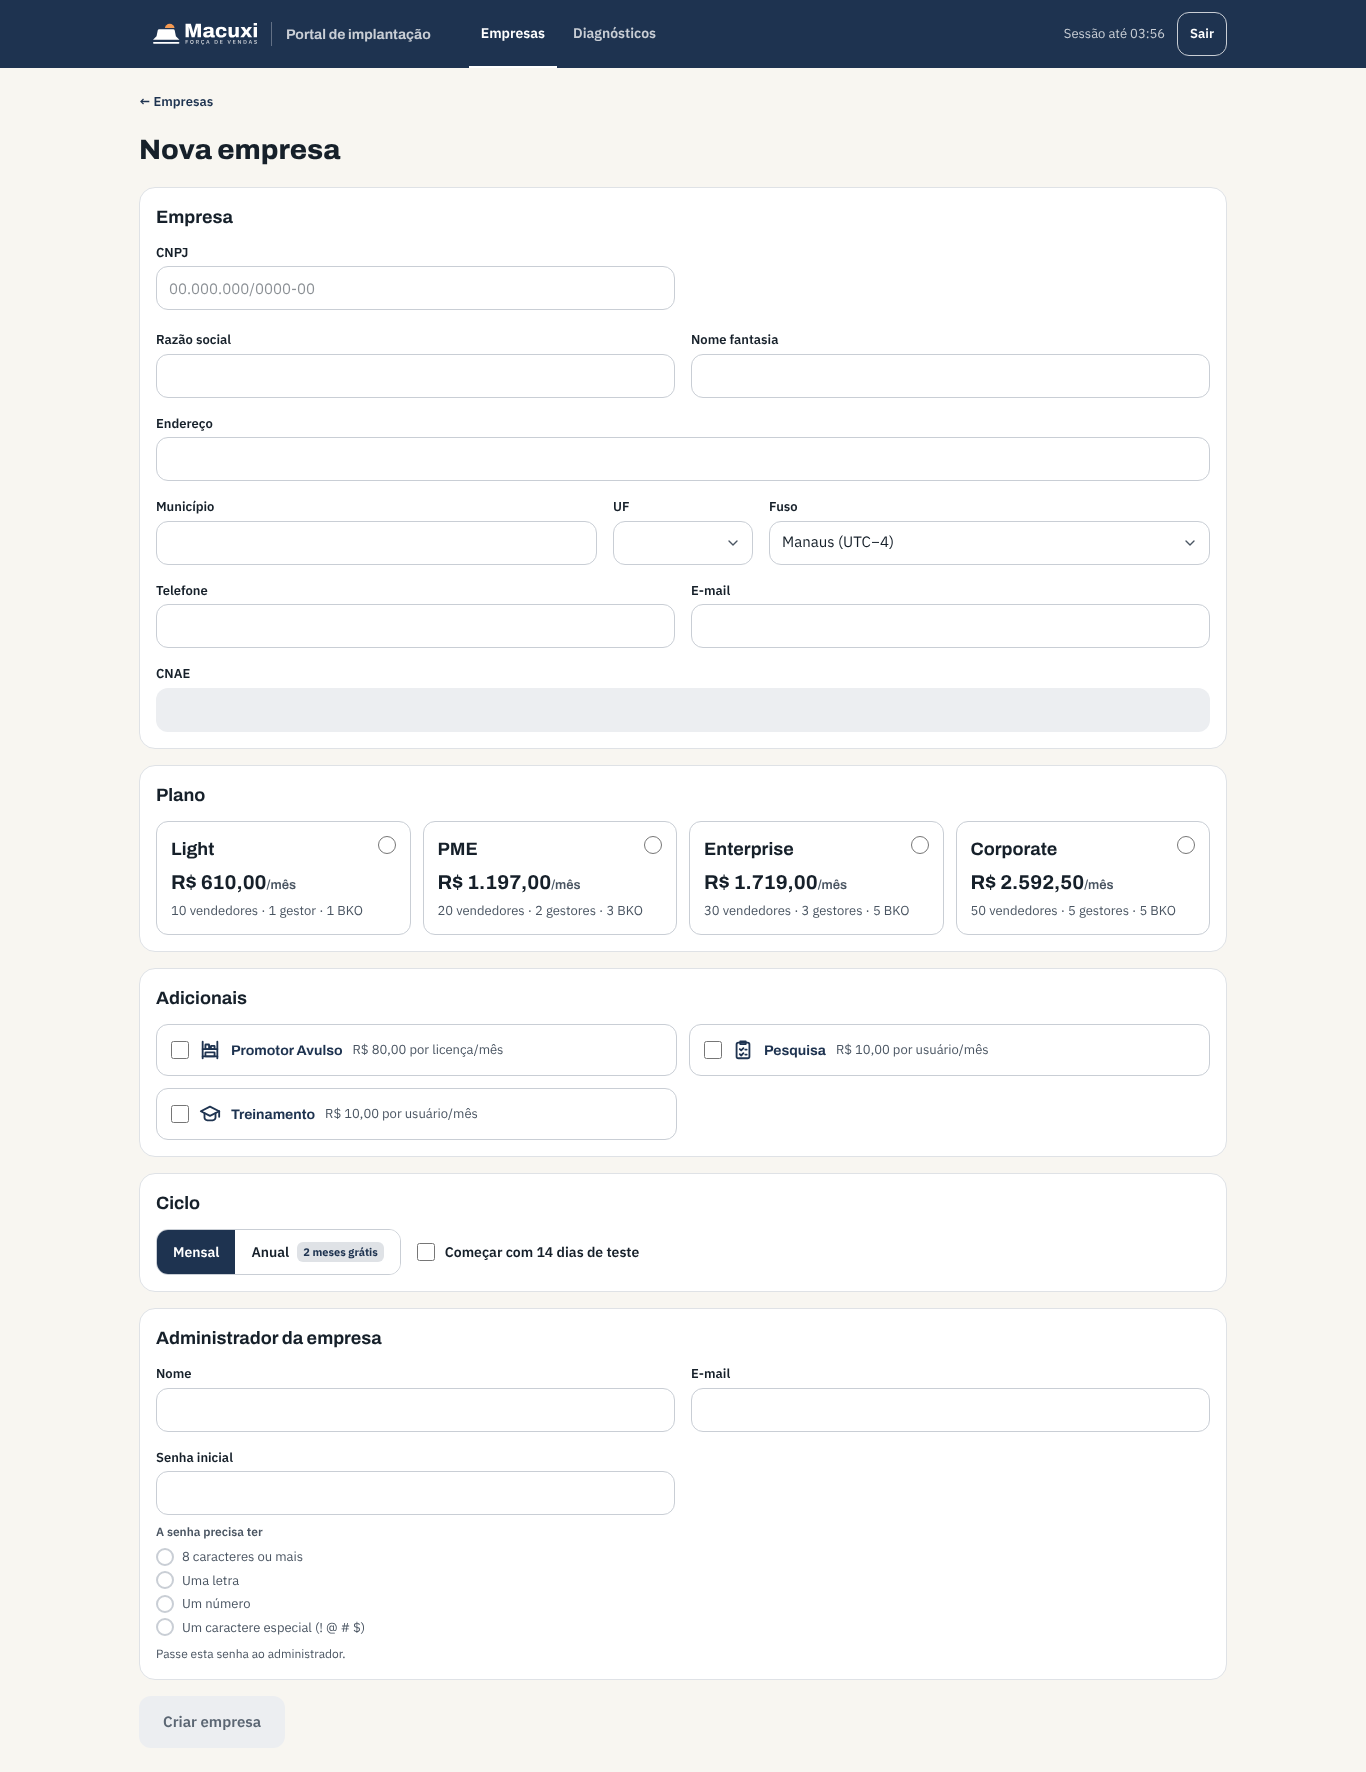 Macuxi
FORÇA DE VENDAS
Portal de implantação
Empresas
Diagnósticos
Sessão até 03:56
Sair
← Empresas
Nova empresa
Empresa
CNPJ
00.000.000/0000-00
Razão social
Nome fantasia
Endereço
Município
UF
Fuso
Manaus (UTC−4)
Telefone
E-mail
CNAE
Plano
Light
R$ 610,00/mês
10 vendedores · 1 gestor · 1 BKO
PME
R$ 1.197,00/mês
20 vendedores · 2 gestores · 3 BKO
Enterprise
R$ 1.719,00/mês
30 vendedores · 3 gestores · 5 BKO
Corporate
R$ 2.592,50/mês
50 vendedores · 5 gestores · 5 BKO
Adicionais
Promotor Avulso R$ 80,00 por licença/mês
Pesquisa R$ 10,00 por usuário/mês
Treinamento R$ 10,00 por usuário/mês
Ciclo
Mensal
Anual 2 meses grátis
Começar com 14 dias de teste
Administrador da empresa
Nome
E-mail
Senha inicial
A senha precisa ter
8 caracteres ou mais
Uma letra
Um número
Um caractere especial (! @ # $)
Passe esta senha ao administrador.
Criar empresa